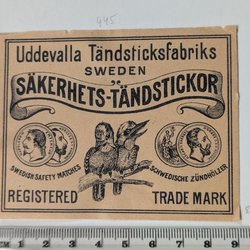 445
Uddevalla Tändsticksfabriks
SWEDEN
SÄKERHETS-TÄNDSTICKOR
SWEDISH SAFETY MATCHES
SCHWEDISCHE ZÜNDHÖLZER
REGISTERED TRADE MARK